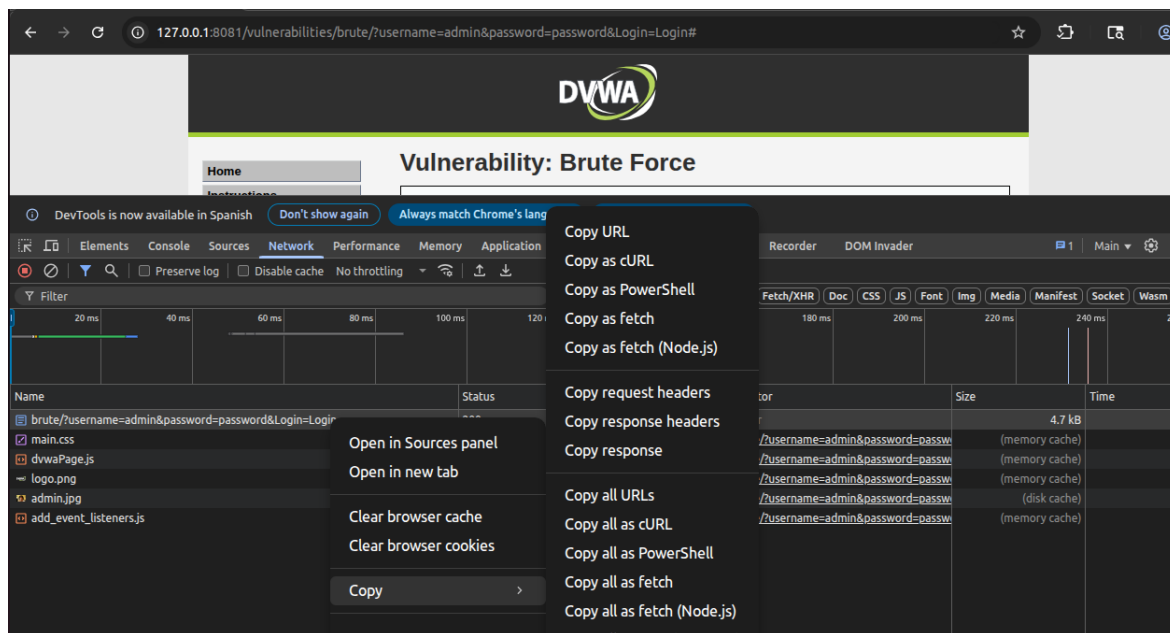 127.0.0.1:8081/vulnerabilities/brute/?username=admin&password=password&Login=Login#
DVWA
Home
Vulnerability: Brute Force
Instructions
DevTools is now available in Spanish Don't show again Always match Chrome's lang
Elements Console Sources Network Performance Memory Application Recorder DOM Invader 1 Main
Preserve log Disable cache No throttling
Filter Fetch/XHR Doc CSS JS Font Img Media Manifest Socket Wasm
20 ms 40 ms 60 ms 80 ms 100 ms 120 180 ms 200 ms 220 ms 240 ms
Name Status tor Size Time
brute/?username=admin&password=password&Login=Login 4.7 kB
main.css /?username=admin&password=passw (memory cache)
dvwaPage.js /?username=admin&password=passw (memory cache)
logo.png /?username=admin&password=passw (memory cache)
admin.jpg /?username=admin&password=passw (disk cache)
add_event_listeners.js /?username=admin&password=passw (memory cache)
Open in Sources panel
Open in new tab
Clear browser cache
Clear browser cookies
Copy
Copy URL
Copy as cURL
Copy as PowerShell
Copy as fetch
Copy as fetch (Node.js)
Copy request headers
Copy response headers
Copy response
Copy all URLs
Copy all as cURL
Copy all as PowerShell
Copy all as fetch
Copy all as fetch (Node.js)